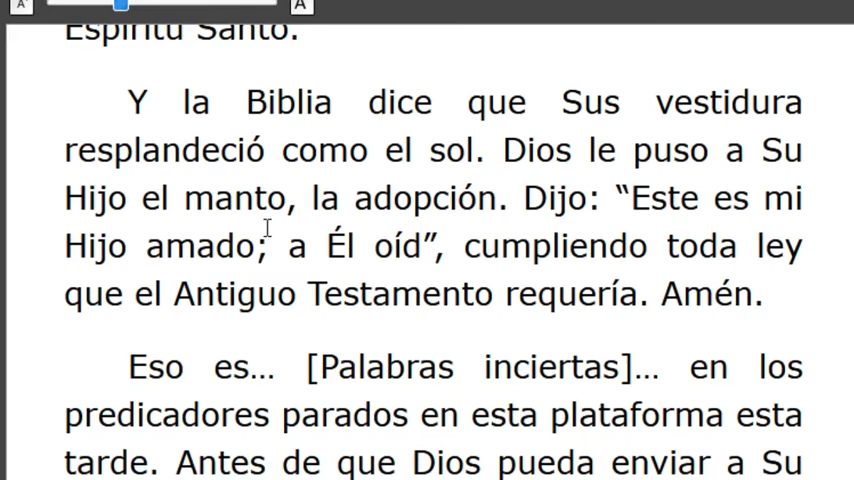 A
A
Espíritu Santo.
Y la Biblia dice que Sus vestidura
resplandeció como el sol. Dios le puso a Su
Hijo el manto, la adopción. Dijo: “Este es mi
Hijo amado; a Él oíd”, cumpliendo toda ley
que el Antiguo Testamento requería. Amén.
Eso es… [Palabras inciertas]… en los
predicadores parados en esta plataforma esta
tarde. Antes de que Dios pueda enviar a Su